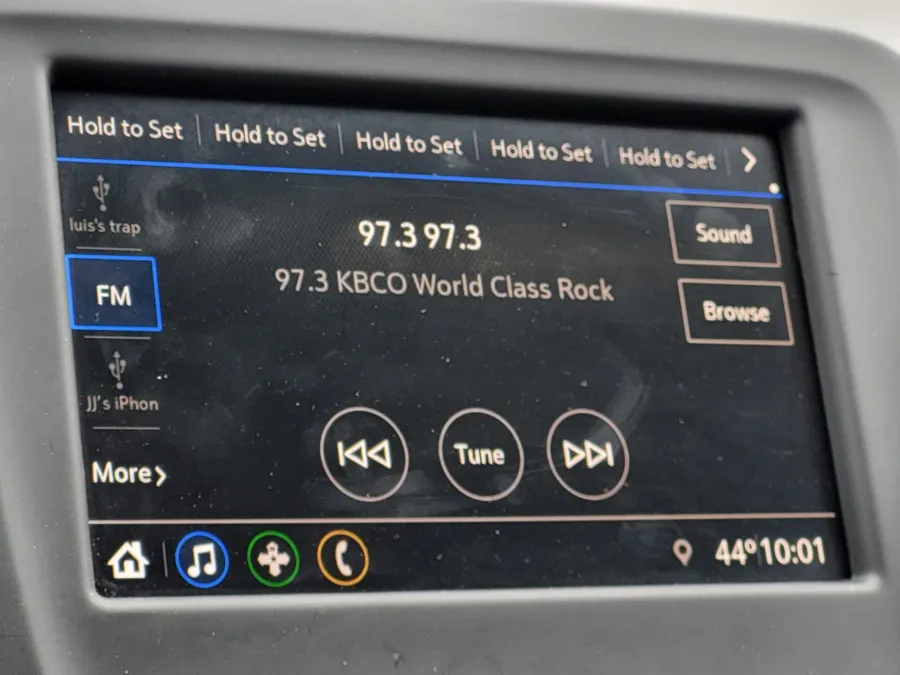 Hold to Set Hold to Set Hold to Set Hold to Set Hold to Set
luis's trap
97.3 97.3
Sound
97.3 KBCO World Class Rock
FM
Browse
JJ's iPhon
Tune
More
44° 10:01